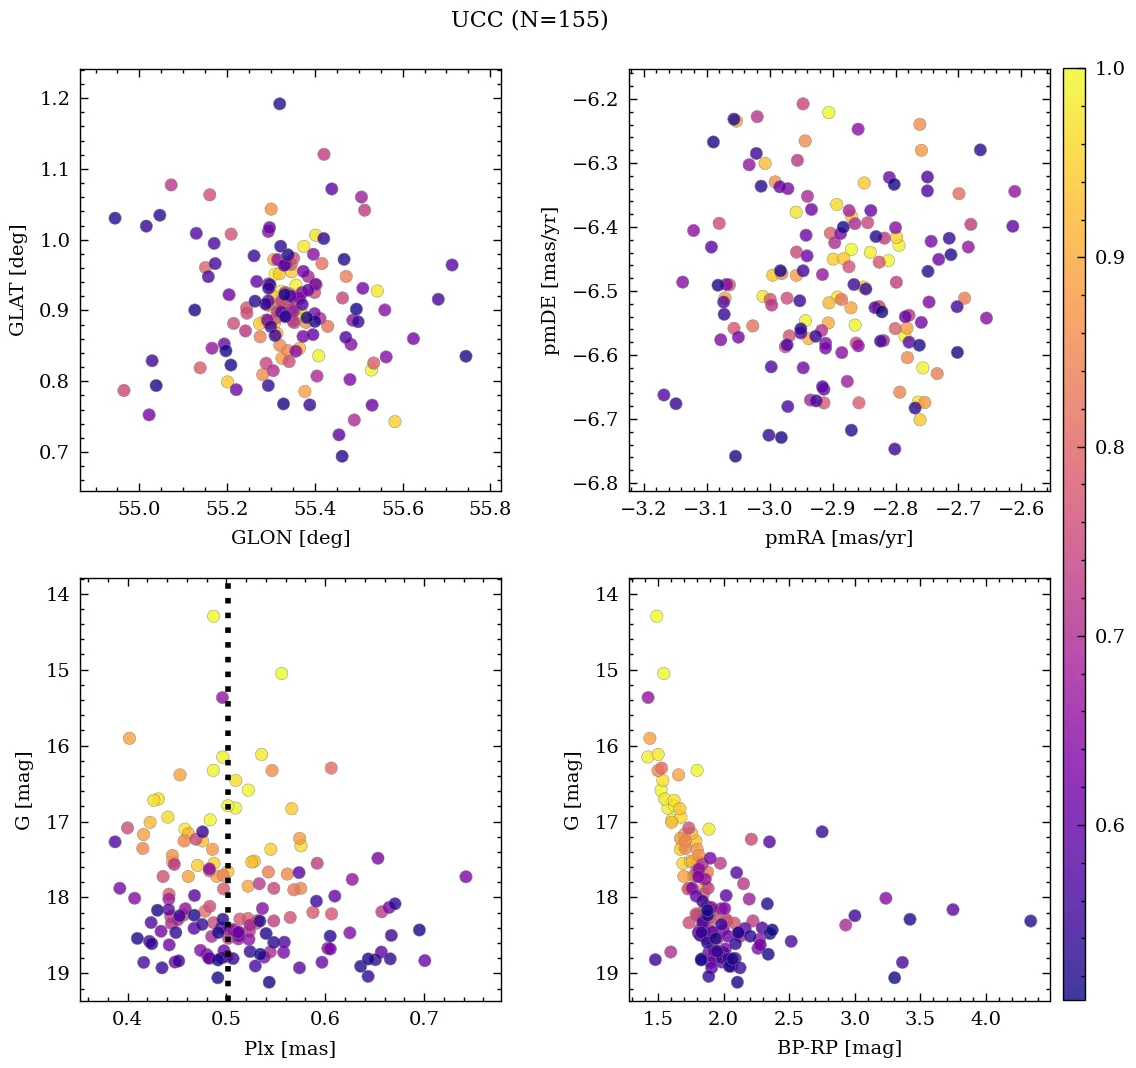 UCC (N=155)
1.2
1.1
1.0
0.9
0.8
0.7
GLAT [deg]
55.0 55.2 55.4 55.6 55.8
GLON [deg]
−6.2
−6.3
−6.4
−6.5
−6.6
−6.7
−6.8
pmDE [mas/yr]
−3.2 −3.1 −3.0 −2.9 −2.8 −2.7 −2.6
pmRA [mas/yr]
14
15
16
17
18
19
G [mag]
0.4 0.5 0.6 0.7
Plx [mas]
14
15
16
17
18
19
G [mag]
1.5 2.0 2.5 3.0 3.5 4.0
BP-RP [mag]
1.0
0.9
0.8
0.7
0.6